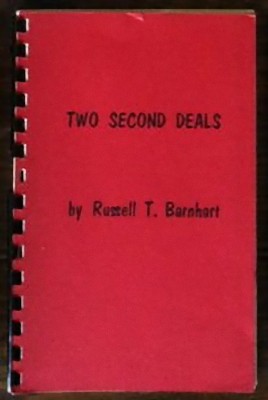 TWO SECOND DEALS
by Russell T. Barnhart